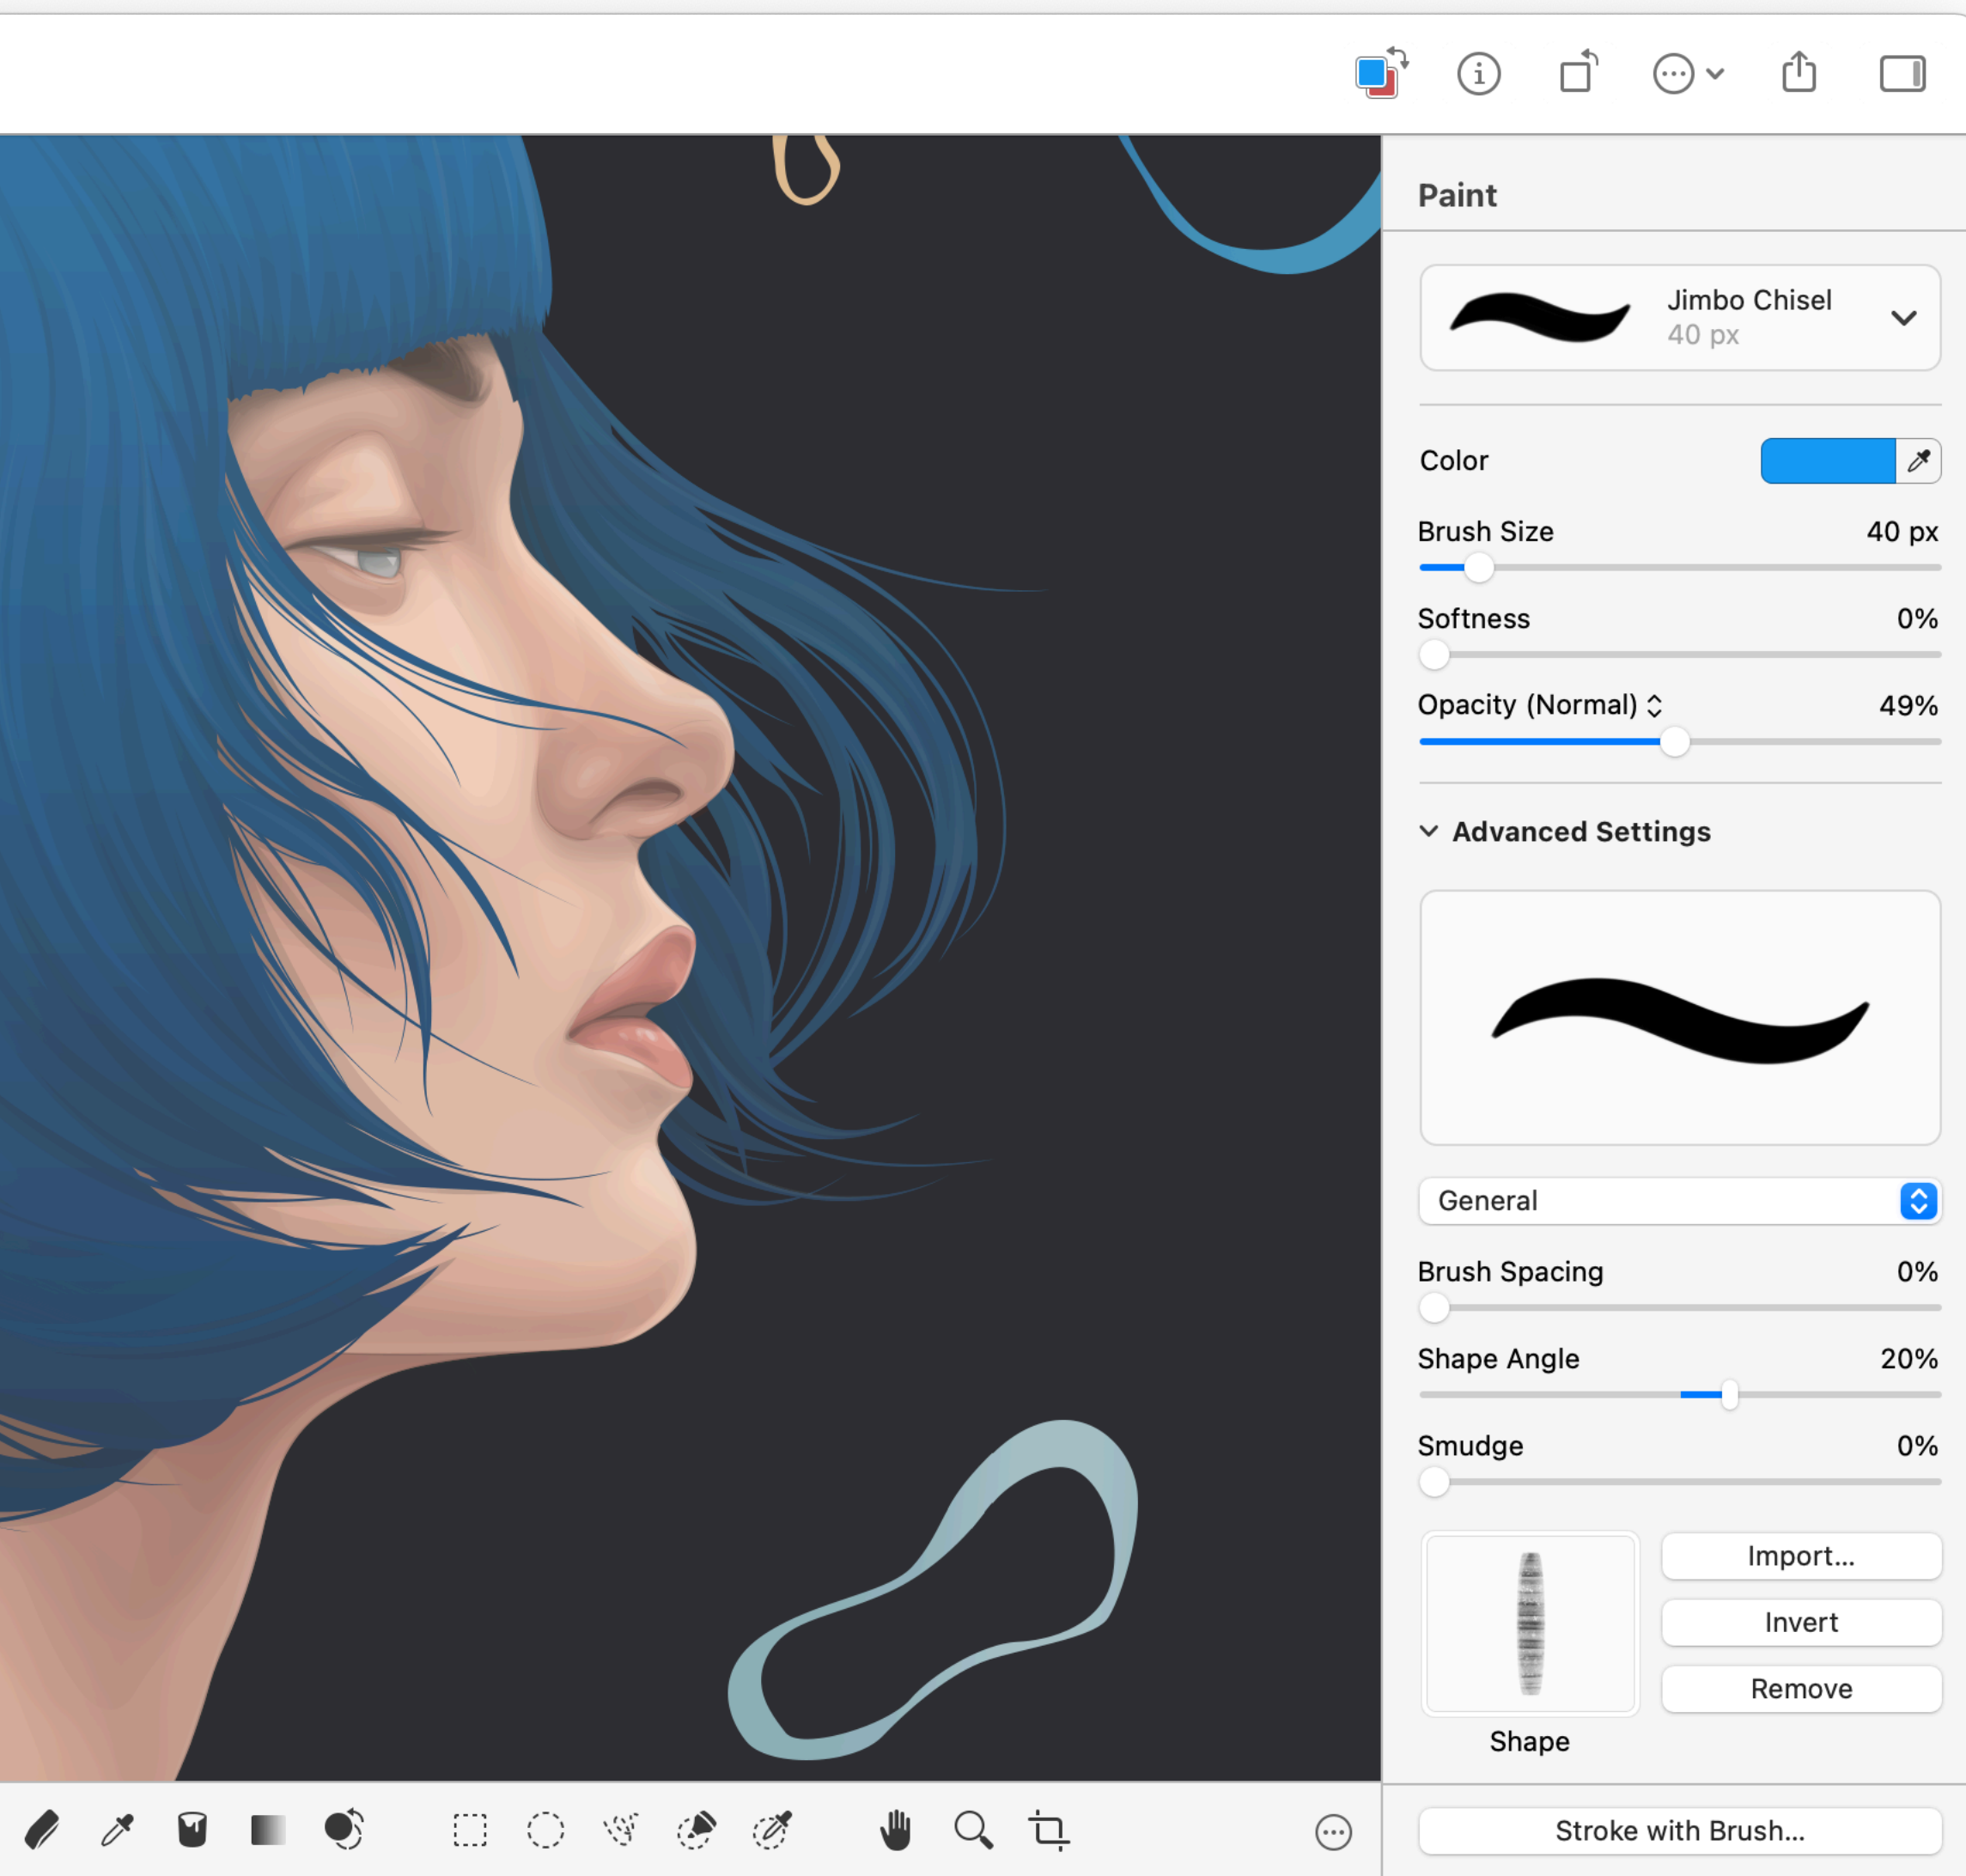 Paint
Jimbo Chisel
40 px
Color
Brush Size 40 px
Softness 0%
Opacity (Normal) 49%
Advanced Settings
General
Brush Spacing 0%
Shape Angle 20%
Smudge 0%
Import...
Invert
Remove
Shape
Stroke with Brush...